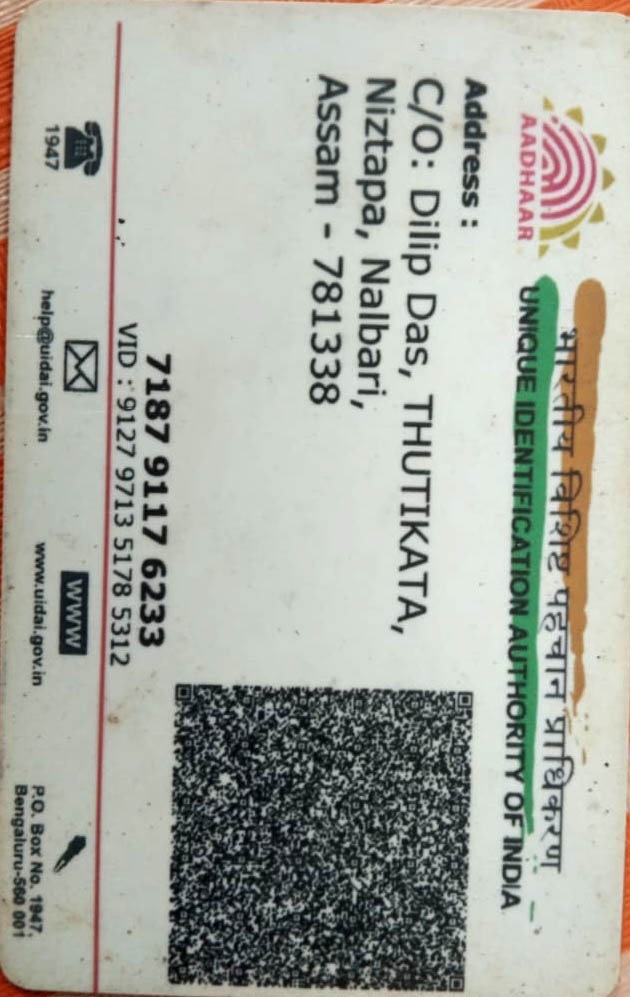 भारतीय विशिष्ट पहचान प्राधिकरण
UNIQUE IDENTIFICATION AUTHORITY OF INDIA
AADHAAR
Address :
C/O: Dilip Das, THUTIKATA,
Niztapa, Nalbari,
Assam - 781338
7187 9117 6233
VID : 9127 9713 5178 5312
1947
help@uidai.gov.in
www
www.uidai.gov.in
P.O. Box No. 1947,
Bengaluru-560 001